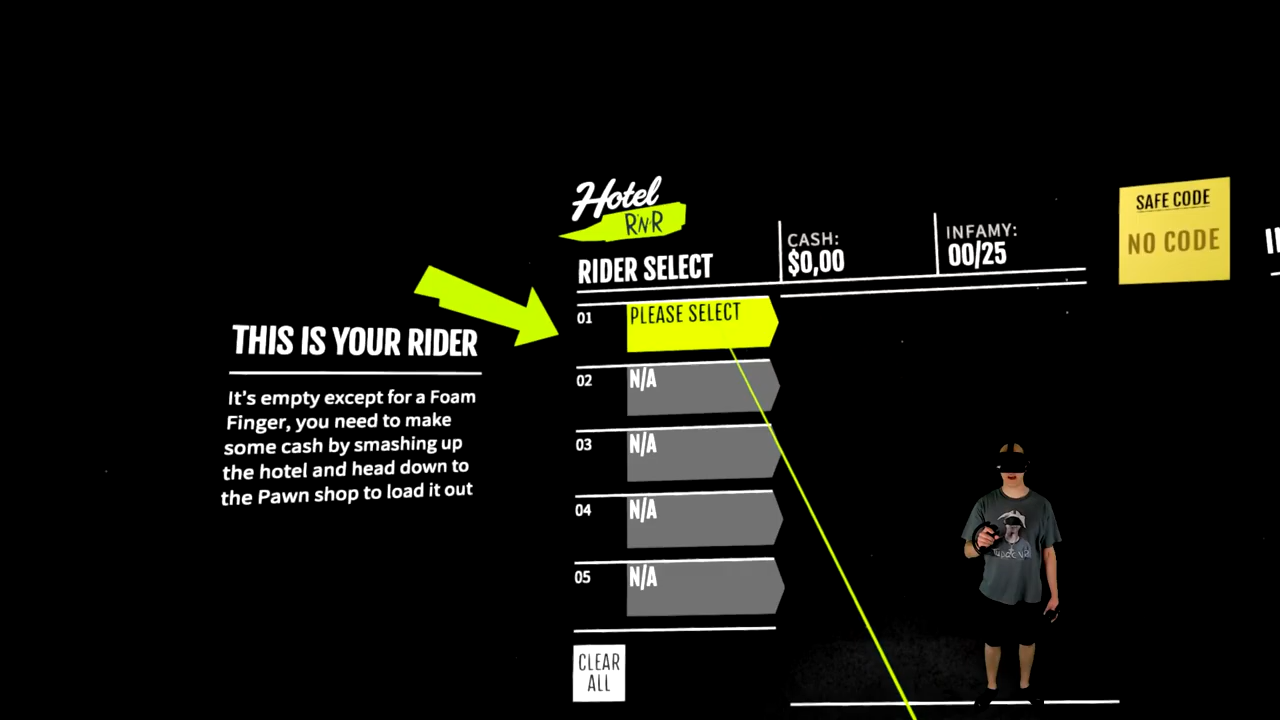 Hotel
R'N'R
RIDER SELECT
CASH:
$0,00
INFAMY:
00/25
SAFE CODE
NO CODE
THIS IS YOUR RIDER
It's empty except for a Foam
Finger, you need to make
some cash by smashing up
the hotel and head down to
the Pawn shop to load it out
01
PLEASE SELECT
02
N/A
03
N/A
04
N/A
05
N/A
CLEAR
ALL